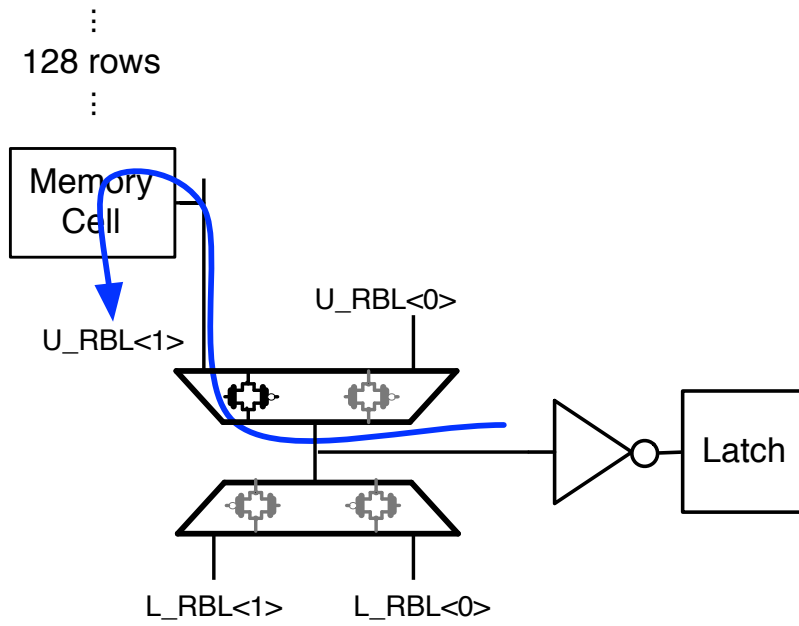 ⋮
128 rows
⋮
Memory
Cell
U_RBL<0>
U_RBL<1>
Latch
L_RBL<1>
L_RBL<0>